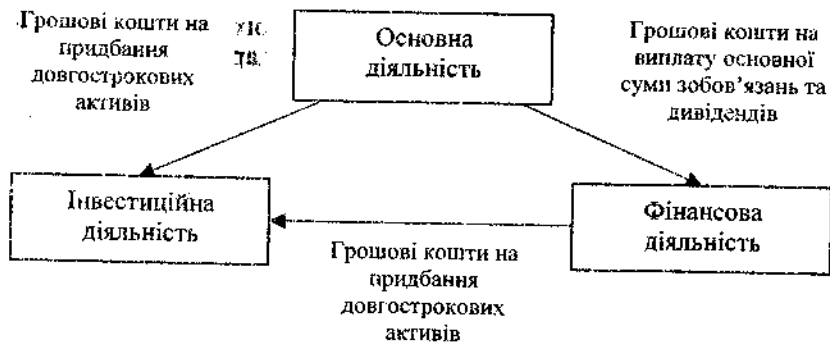 Грошові кошти на
придбання
довгострокових
активів
Основна
діяльність
Грошові кошти на
виплату основної
суми зобов’язань та
дивідендів
Інвестиційна
діяльність
Фінансова
діяльність
Грошові кошти на
придбання
довгострокових
активів